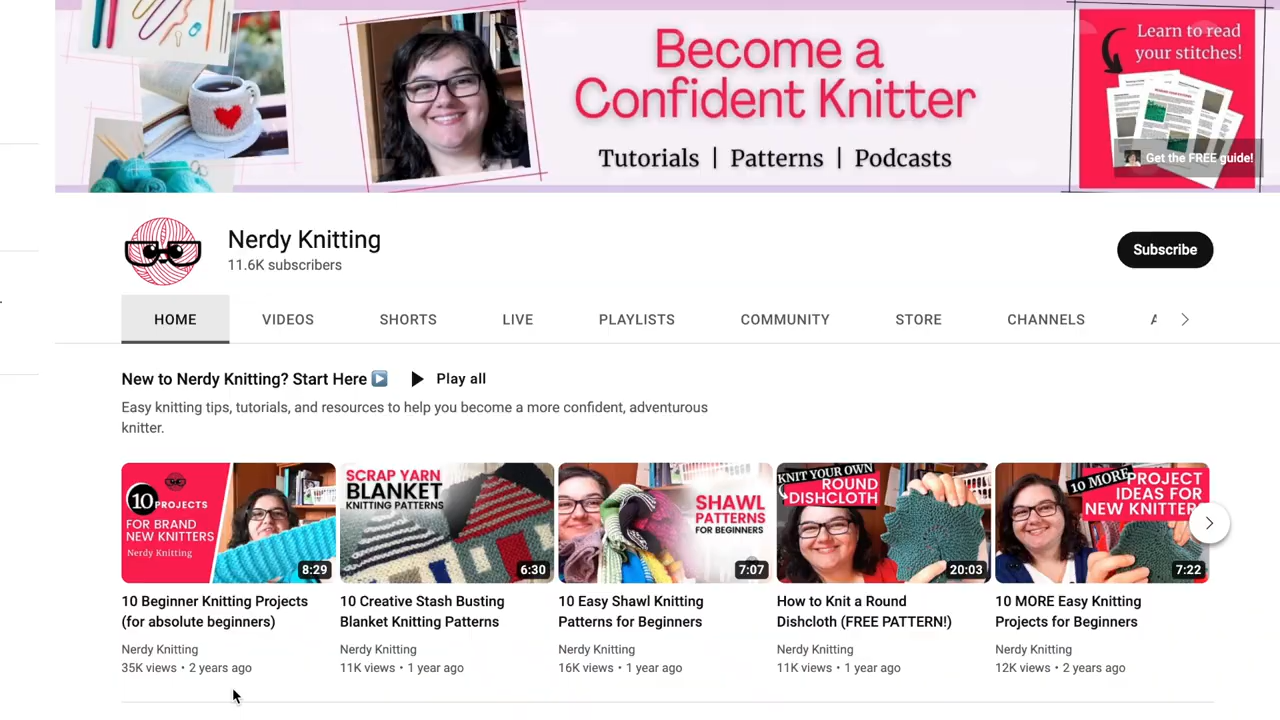 Become a
Confident Knitter
Tutorials | Patterns | Podcasts
Learn to read
your stitches!
Get the FREE guide!
Nerdy Knitting
11.6K subscribers
Subscribe
HOME VIDEOS SHORTS LIVE PLAYLISTS COMMUNITY STORE CHANNELS
New to Nerdy Knitting? Start Here ▶️ Play all
Easy knitting tips, tutorials, and resources to help you become a more confident, adventurous
knitter.
10 PROJECTS
FOR BRAND
NEW KNITTERS
Nerdy Knitting
8:29
SCRAP YARN
BLANKET
KNITTING PATTERNS
6:30
SHAWL
PATTERNS
FOR BEGINNERS
7:07
KNIT YOUR OWN
ROUND
DISHCLOTH
20:03
10 MORE PROJECT
IDEAS FOR
NEW KNITTERS
7:22
10 Beginner Knitting Projects
(for absolute beginners)
Nerdy Knitting
35K views • 2 years ago
10 Creative Stash Busting
Blanket Knitting Patterns
Nerdy Knitting
11K views • 1 year ago
10 Easy Shawl Knitting
Patterns for Beginners
Nerdy Knitting
16K views • 1 year ago
How to Knit a Round
Dishcloth (FREE PATTERN!)
Nerdy Knitting
11K views • 1 year ago
10 MORE Easy Knitting
Projects for Beginners
Nerdy Knitting
12K views • 2 years ago